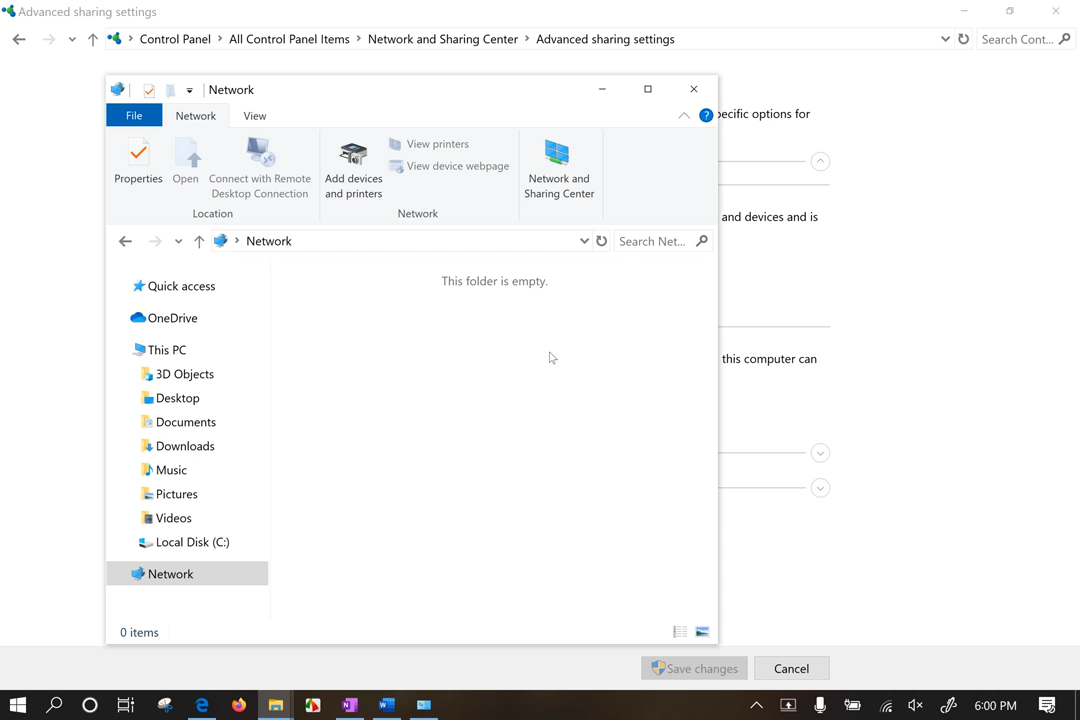 Advanced sharing settings
Control Panel > All Control Panel Items > Network and Sharing Center > Advanced sharing settings
Search Cont...
Network
File
Network
View
pecific options for
Properties
Open
Connect with Remote
Desktop Connection
Location
Add devices
and printers
View printers
View device webpage
Network
Network and
Sharing Center
and devices and is
Network
Search Net...
This folder is empty.
Quick access
OneDrive
This PC
3D Objects
Desktop
Documents
Downloads
Music
Pictures
Videos
Local Disk (C:)
Network
this computer can
0 items
Save changes
Cancel
6:00 PM